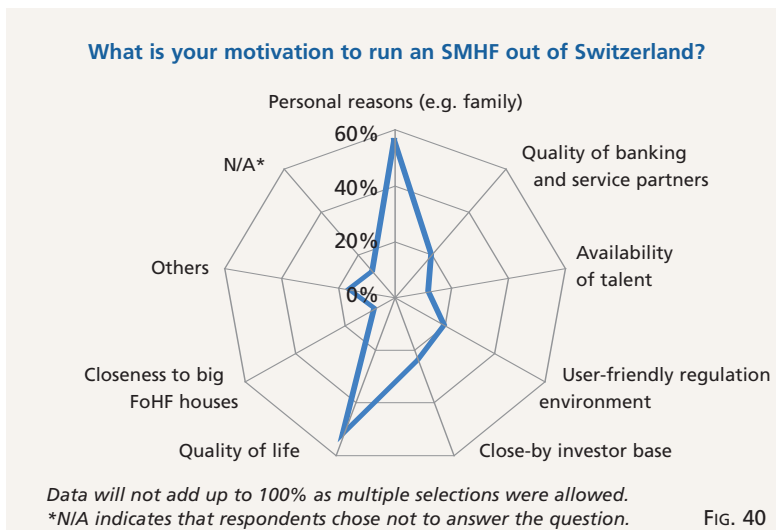 What is your motivation to run an SMHF out of Switzerland?
Personal reasons (e.g. family)
60%
N/A*
Quality of banking
and service partners
40%
20%
Others
Availability
of talent
0%
Closeness to big
FoHF houses
User-friendly regulation
environment
Quality of life
Close-by investor base
Data will not add up to 100% as multiple selections were allowed.
*N/A indicates that respondents chose not to answer the question.
FIG. 40